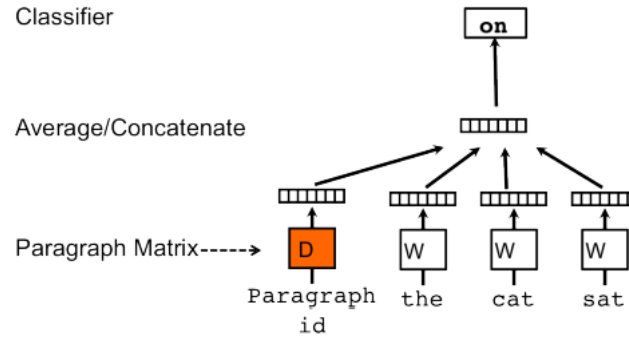 Classifier
on
Average/Concatenate
Paragraph Matrix
D
W
W
W
Paragraph
id
the
cat
sat